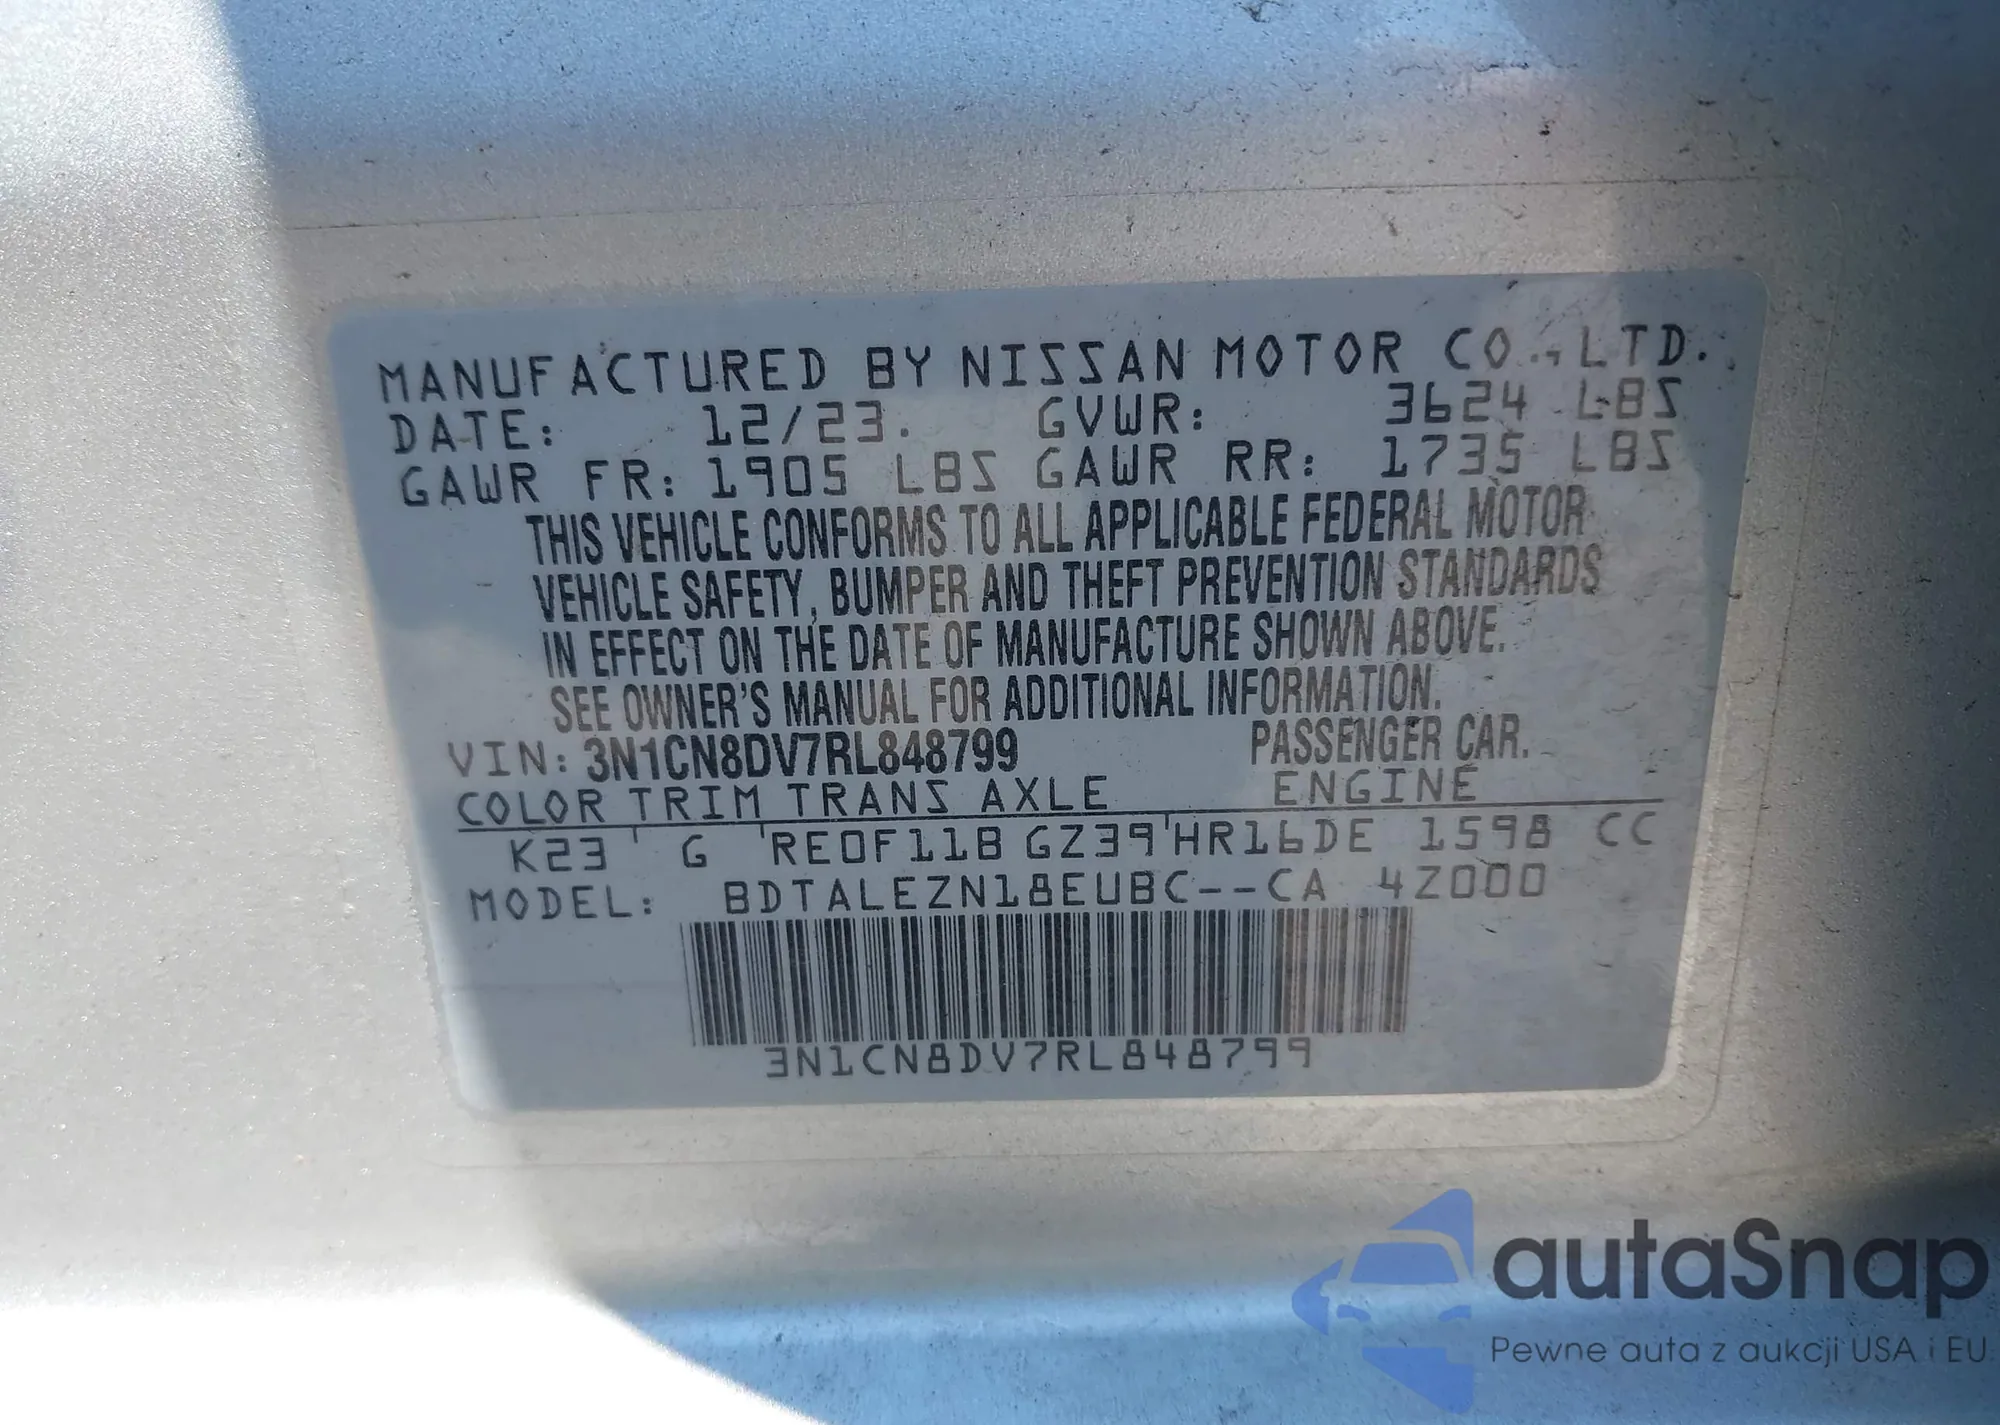 MANUFACTURED BY NISSAN MOTOR CO., LTD.
DATE: 12/23. GVWR: 3624 LBS
GAWR FR: 1905 LBS GAWR RR: 1735 LBS
THIS VEHICLE CONFORMS TO ALL APPLICABLE FEDERAL MOTOR
VEHICLE SAFETY, BUMPER AND THEFT PREVENTION STANDARDS
IN EFFECT ON THE DATE OF MANUFACTURE SHOWN ABOVE.
SEE OWNER'S MANUAL FOR ADDITIONAL INFORMATION.
VIN: 3N1CN8DV7RL848799 PASSENGER CAR.
COLOR TRIM TRANS AXLE ENGINE
K23 G RE0F11B GZ39 HR16DE 1598 CC
MODEL: BDTALEZN18EUBC--CA 4Z000
3N1CN8DV7RL848799
autaSnap
Pewne auta z aukcji USA i EU